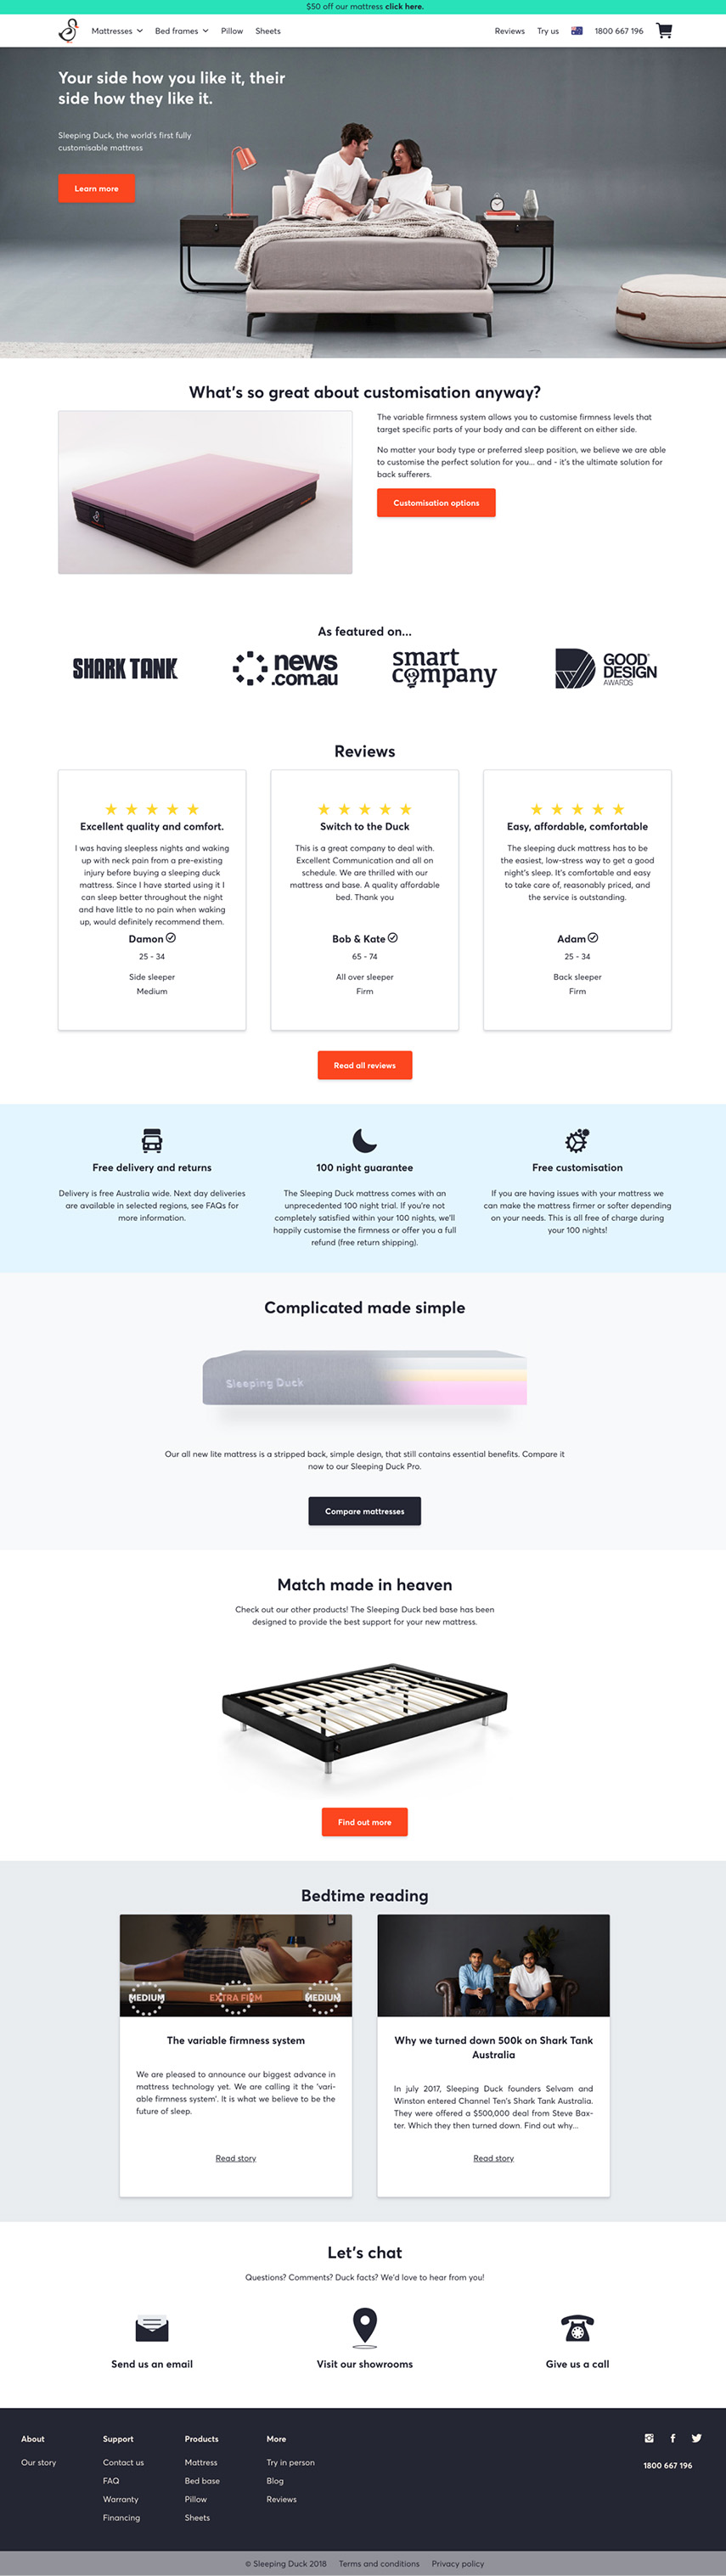 $50 off our mattress click here.
Mattresses Bed frames Pillow Sheets Reviews Try us 1800 667 196
Your side how you like it, their
side how they like it.
Sleeping Duck, the world's first fully
customisable mattress
Learn more
What's so great about customisation anyway?
The variable firmness system allows you to customise firmness levels that
target specific parts of your body and can be different on either side.
No matter your body type or preferred sleep position, we believe we are able
to customise the perfect solution for you... and - it's the ultimate solution for
back sufferers.
Customisation options
As featured on...
SHARK TANK
news
.com.au
smart
company
GOOD
DESIGN
AWARDS
Reviews
Excellent quality and comfort.
I was having sleepless nights and waking
up with neck pain from a pre-existing
injury before buying a sleeping duck
mattress. Since I have started using it I
can sleep better throughout the night
and have little to no pain when waking
up, would definitely recommend them.
Damon
25 - 34
Side sleeper
Medium
Switch to the Duck
This is a great company to deal with.
Excellent Communication and all on
schedule. We are thrilled with our
mattress and base. A quality affordable
bed. Thank you
Bob & Kate
65 - 74
All over sleeper
Firm
Easy, affordable, comfortable
The sleeping duck mattress has to be
the easiest, low-stress way to get a good
night's sleep. It's comfortable and easy
to take care of, reasonably priced, and
the service is outstanding.
Adam
25 - 34
Back sleeper
Firm
Read all reviews
Free delivery and returns
Delivery is free Australia wide. Next day deliveries
are available in selected regions, see FAQs for
more information.
100 night guarantee
The Sleeping Duck mattress comes with an
unprecedented 100 night trial. If you're not
completely satisfied within your 100 nights, we'll
happily customise the firmness or offer you a full
refund (free return shipping).
Free customisation
If you are having issues with your mattress we
can make the mattress firmer or softer depending
on your needs. This is all free of charge during
your 100 nights!
Complicated made simple
Sleeping Duck
Our all new lite mattress is a stripped back, simple design, that still contains essential benefits. Compare it
now to our Sleeping Duck Pro.
Compare mattresses
Match made in heaven
Check out our other products! The Sleeping Duck bed base has been
designed to provide the best support for your new mattress.
Find out more
Bedtime reading
MEDIUM EXTRA FIRM MEDIUM
The variable firmness system
We are pleased to announce our biggest advance in
mattress technology yet. We are calling it the 'vari-
able firmness system'. It is what we believe to be the
future of sleep.
Read story
Why we turned down 500k on Shark Tank
Australia
In july 2017, Sleeping Duck founders Selvam and
Winston entered Channel Ten's Shark Tank Australia.
They were offered a $500,000 deal from Steve Bax-
ter. Which they then turned down. Find out why...
Read story
Let's chat
Questions? Comments? Duck facts? We'd love to hear from you!
Send us an email
Visit our showrooms
Give us a call
About
Our story
Support
Contact us
FAQ
Warranty
Financing
Products
Mattress
Bed base
Pillow
Sheets
More
Try in person
Blog
Reviews
1800 667 196
© Sleeping Duck 2018 Terms and conditions Privacy policy